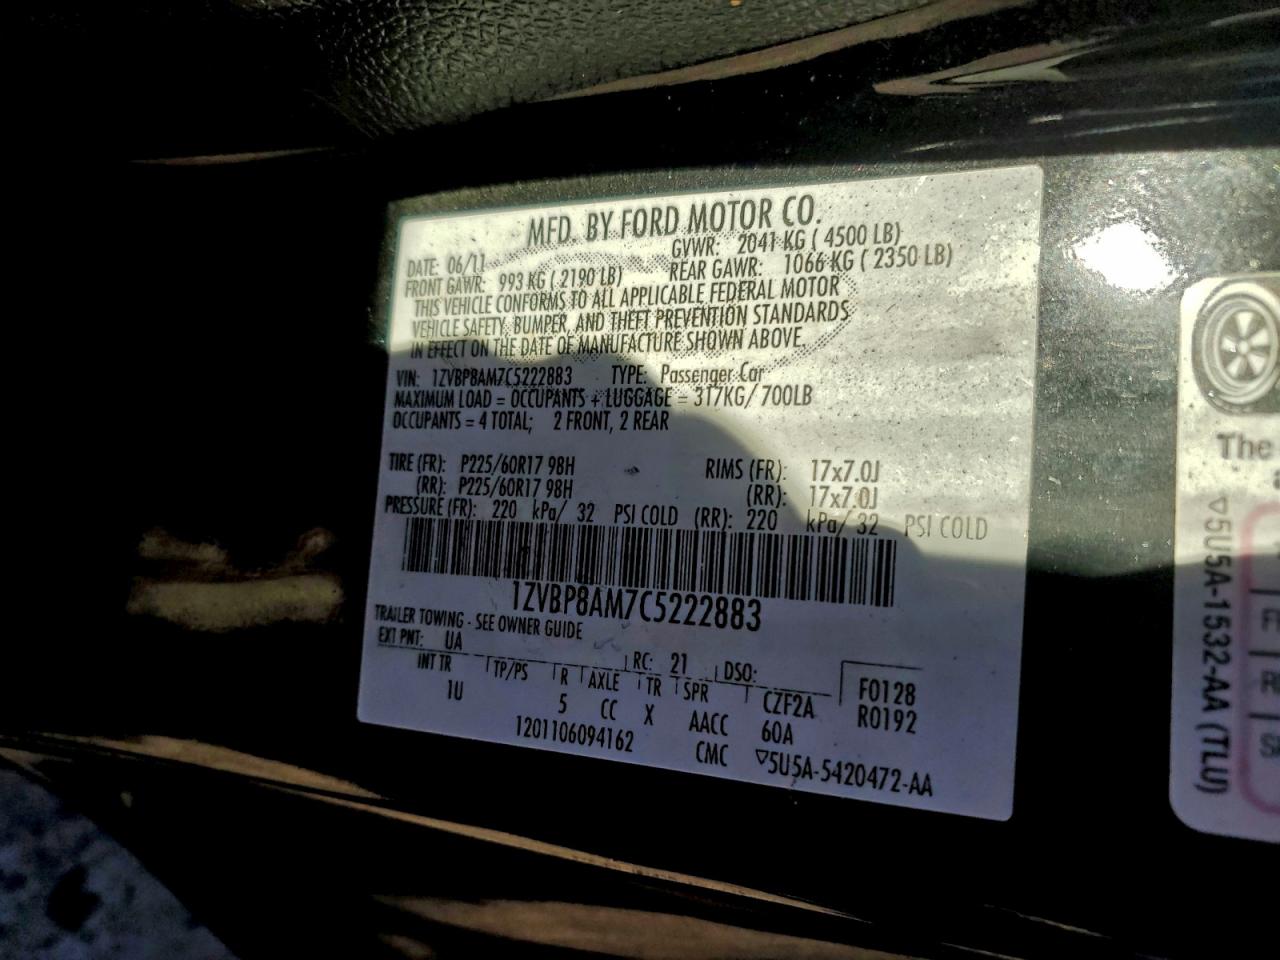 MFD. BY FORD MOTOR CO.
DATE: 06/11 GVWR: 2041 KG ( 4500 LB)
FRONT GAWR: 993 KG ( 2190 LB) REAR GAWR: 1066 KG ( 2350 LB)
THIS VEHICLE CONFORMS TO ALL APPLICABLE FEDERAL MOTOR
VEHICLE SAFETY, BUMPER, AND THEFT PREVENTION STANDARDS
IN EFFECT ON THE DATE OF MANUFACTURE SHOWN ABOVE.
VIN: 1ZVBP8AM7C5222883 TYPE: Passenger Car
MAXIMUM LOAD = OCCUPANTS + LUGGAGE = 317KG/ 700LB
OCCUPANTS = 4 TOTAL; 2 FRONT, 2 REAR
TIRE (FR): P225/60R17 98H RIMS (FR): 17x7.0J
(RR): P225/60R17 98H (RR): 17x7.0J
PRESSURE (FR): 220 kPa/ 32 PSI COLD (RR): 220 kPa/ 32 PSI COLD
1ZVBP8AM7C5222883
TRAILER TOWING - SEE OWNER GUIDE
EXT PNT: UA RC: 21 DSO: F0128
INT TR TP/PS R AXLE TR SPR CZF2A R0192
1U 5 CC X AACC 60A
1201106094162 CMC ▽5U5A-5420472-AA
The
▽5U5A-1532-AA (TLU)